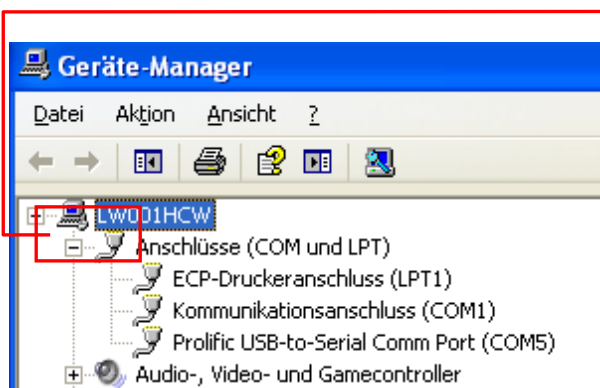 Geräte-Manager
Datei Aktion Ansicht ?
LW001HCW
Anschlüsse (COM und LPT)
ECP-Druckeranschluss (LPT1)
Kommunikationsanschluss (COM1)
Prolific USB-to-Serial Comm Port (COM5)
Audio-, Video- und Gamecontroller